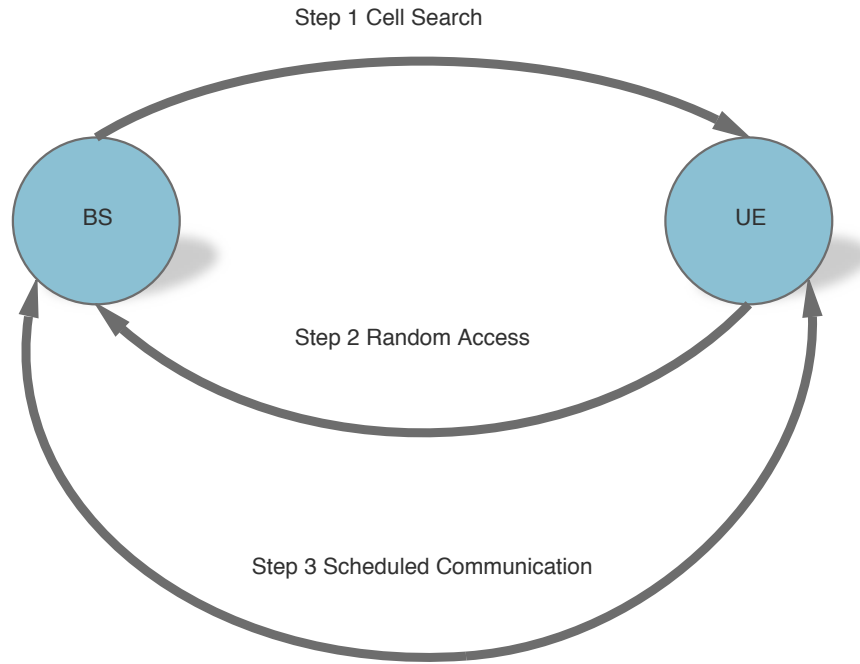 Step 1 Cell Search
BS
UE
Step 2 Random Access
Step 3 Scheduled Communication